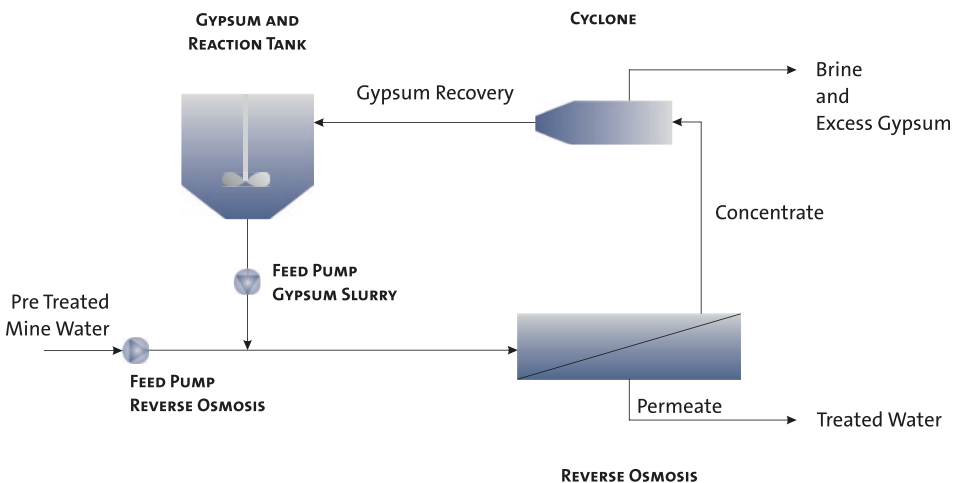 Gypsum and
Reaction Tank
Cyclone
Gypsum Recovery
Brine
and
Excess Gypsum
Concentrate
Feed Pump
Gypsum Slurry
Pre Treated
Mine Water
Feed Pump
Reverse Osmosis
Permeate
Treated Water
Reverse Osmosis